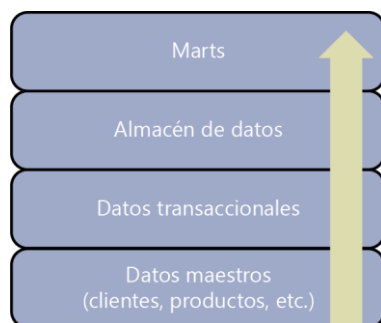 Marts
Almacén de datos
Datos transaccionales
Datos maestros
(clientes, productos, etc.)